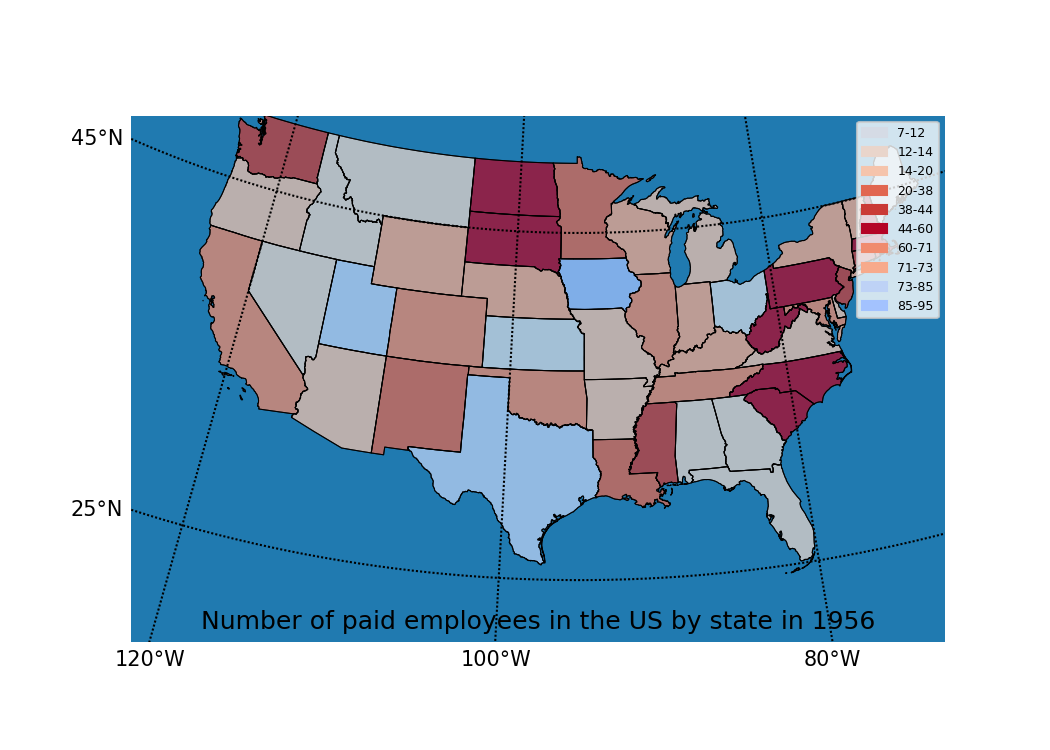 45°N
7-12
12-14
14-20
20-38
38-44
44-60
60-71
71-73
73-85
85-95
25°N
Number of paid employees in the US by state in 1956
120°W 100°W 80°W